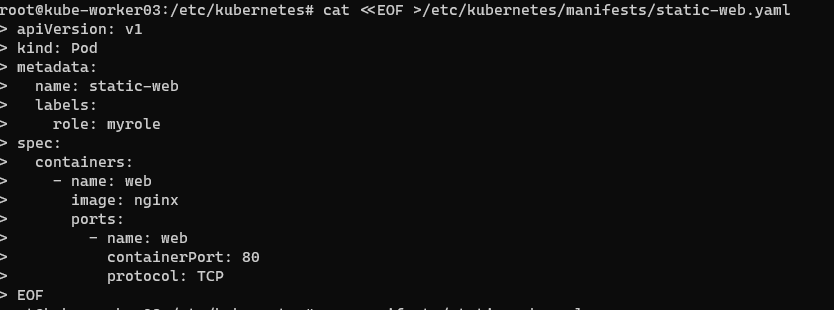 root@kube-worker03:/etc/kubernetes# cat <<EOF >/etc/kubernetes/manifests/static-web.yaml
> apiVersion: v1
> kind: Pod
> metadata:
>   name: static-web
>   labels:
>     role: myrole
> spec:
>   containers:
>     - name: web
>       image: nginx
>       ports:
>         - name: web
>           containerPort: 80
>           protocol: TCP
> EOF